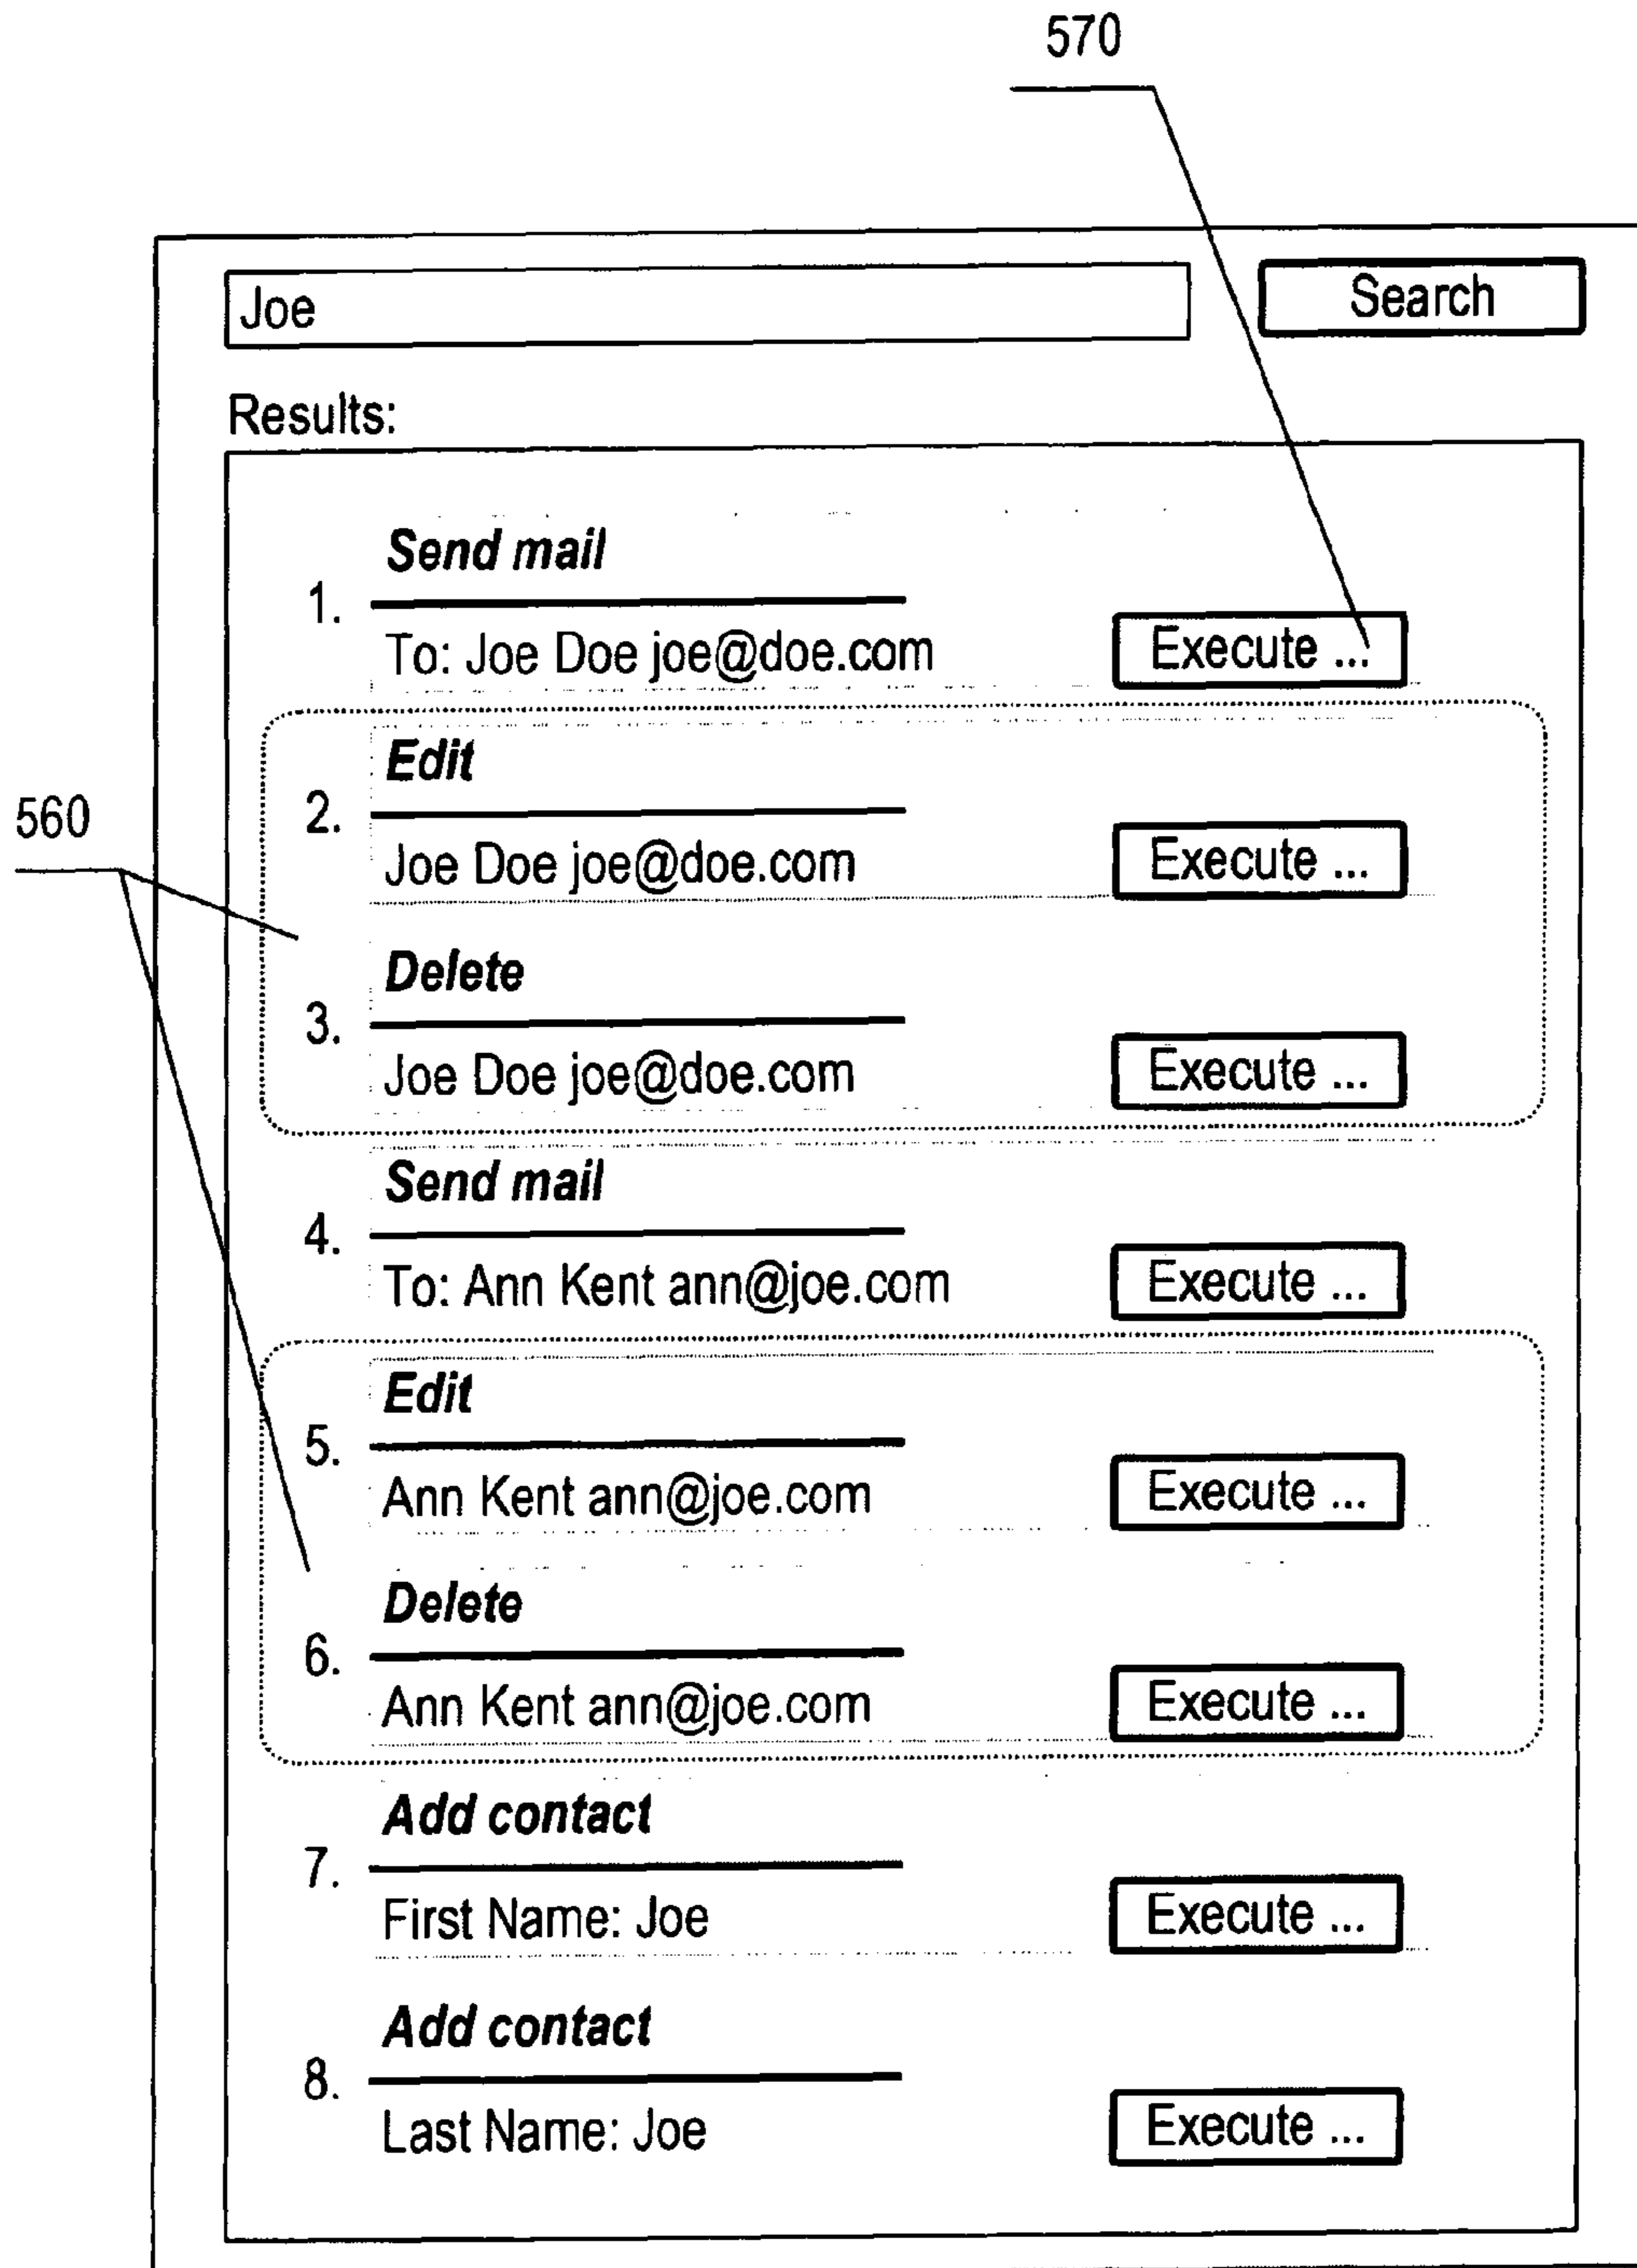 570
Joe
Search
Results:
Send mail
1.
To: Joe Doe joe@doe.com
Execute ...
Edit
2.
Joe Doe joe@doe.com
Execute ...
560
Delete
3.
Joe Doe joe@doe.com
Execute ...
Send mail
4.
To: Ann Kent ann@joe.com
Execute ...
Edit
5.
Ann Kent ann@joe.com
Execute ...
Delete
6.
Ann Kent ann@joe.com
Execute ...
Add contact
7.
First Name: Joe
Execute ...
Add contact
8.
Last Name: Joe
Execute ...